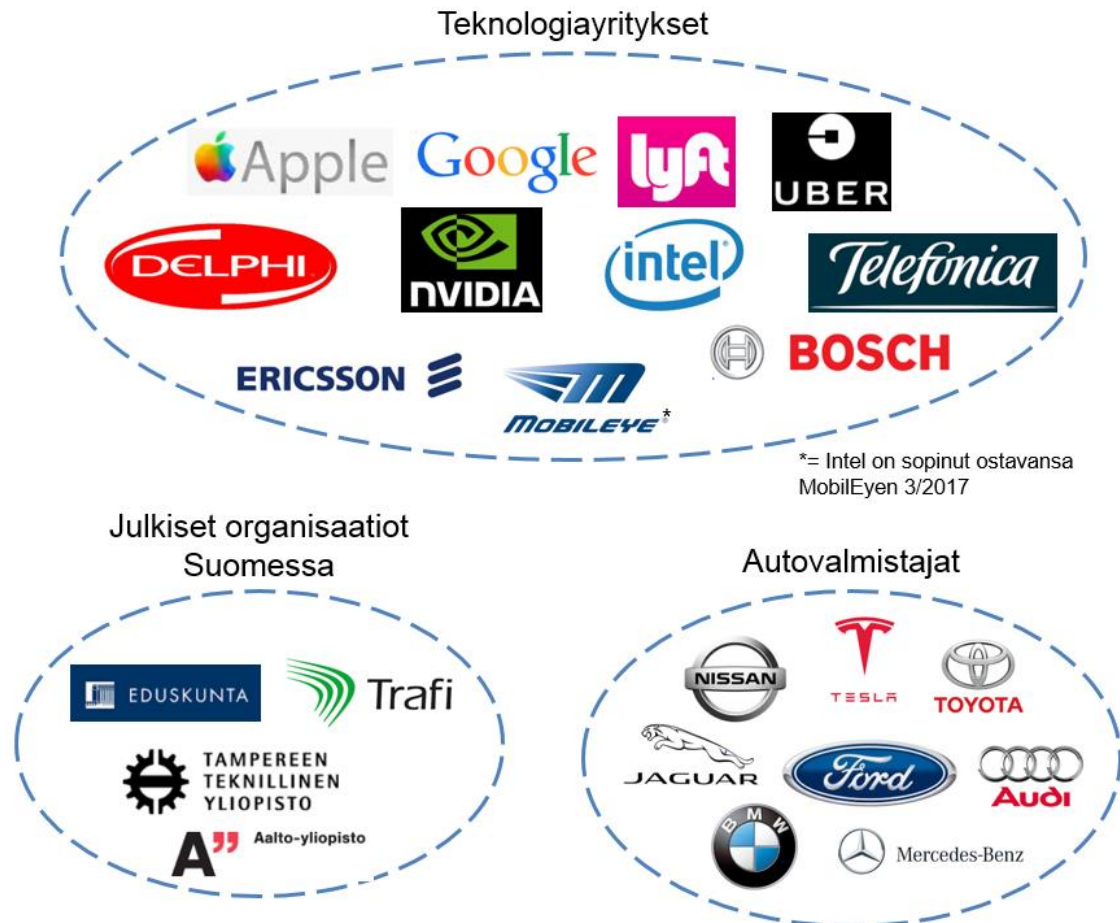 Teknologiayritykset
Apple
Google
lyft
UBER
DELPHI
NVIDIA
intel
Telefónica
ERICSSON
MOBILEYE*
BOSCH
*= Intel on sopinut ostavansa
MobilEyen 3/2017
Julkiset organisaatiot
Suomessa
EDUSKUNTA
Trafi
TAMPEREEN
TEKNILLINEN
YLIOPISTO
A”
Aalto-yliopisto
Autovalmistajat
NISSAN
TESLA
TOYOTA
JAGUAR
Ford
Audi
BMW
Mercedes-Benz